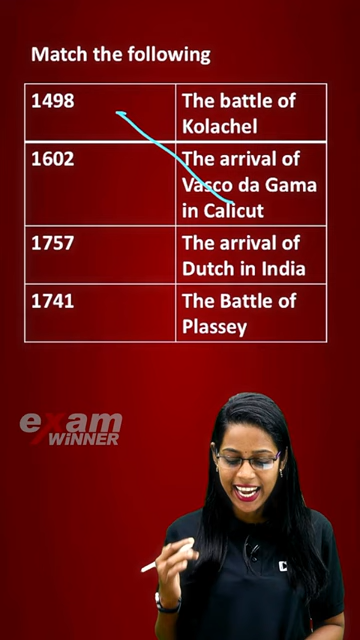 Match the following
1498
The battle of
Kolachel
1602
The arrival of
Vasco da Gama
in Calicut
1757
The arrival of
Dutch in India
1741
The Battle of
Plassey
exam
WiNNER